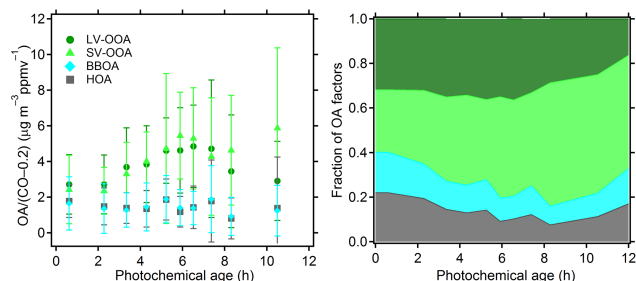 OA/(CO–0.2) (μg m⁻³ ppmv⁻¹)
12
10
8
6
4
2
0
LV-OOA
SV-OOA
BBOA
HOA
0 2 4 6 8 10 12
Photochemical age (h)
Fraction of OA factors
1.0
0.8
0.6
0.4
0.2
0.0
0 2 4 6 8 10 12
Photochemical age (h)